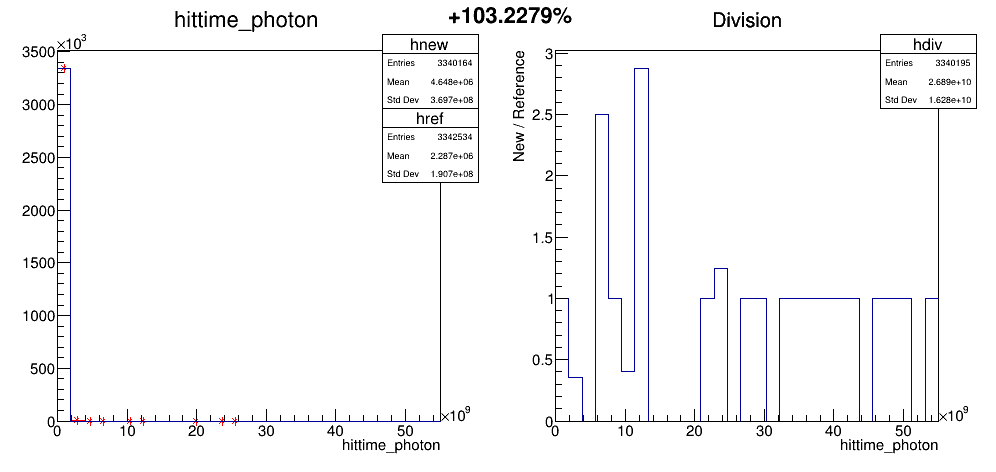 +103.2279%
hittime_photon
×10³
3500
3000
2500
2000
1500
1000
500
0
0 10 20 30 40 50
×10⁹
hittime_photon
hnew
Entries 3340164
Mean 4.648e+06
Std Dev 3.697e+08
href
Entries 3342534
Mean 2.287e+06
Std Dev 1.907e+08
Division
New / Reference
3
2.5
2
1.5
1
0.5
0
0 10 20 30 40 50
×10⁹
hittime_photon
hdiv
Entries 3340195
Mean 2.689e+10
Std Dev 1.628e+10